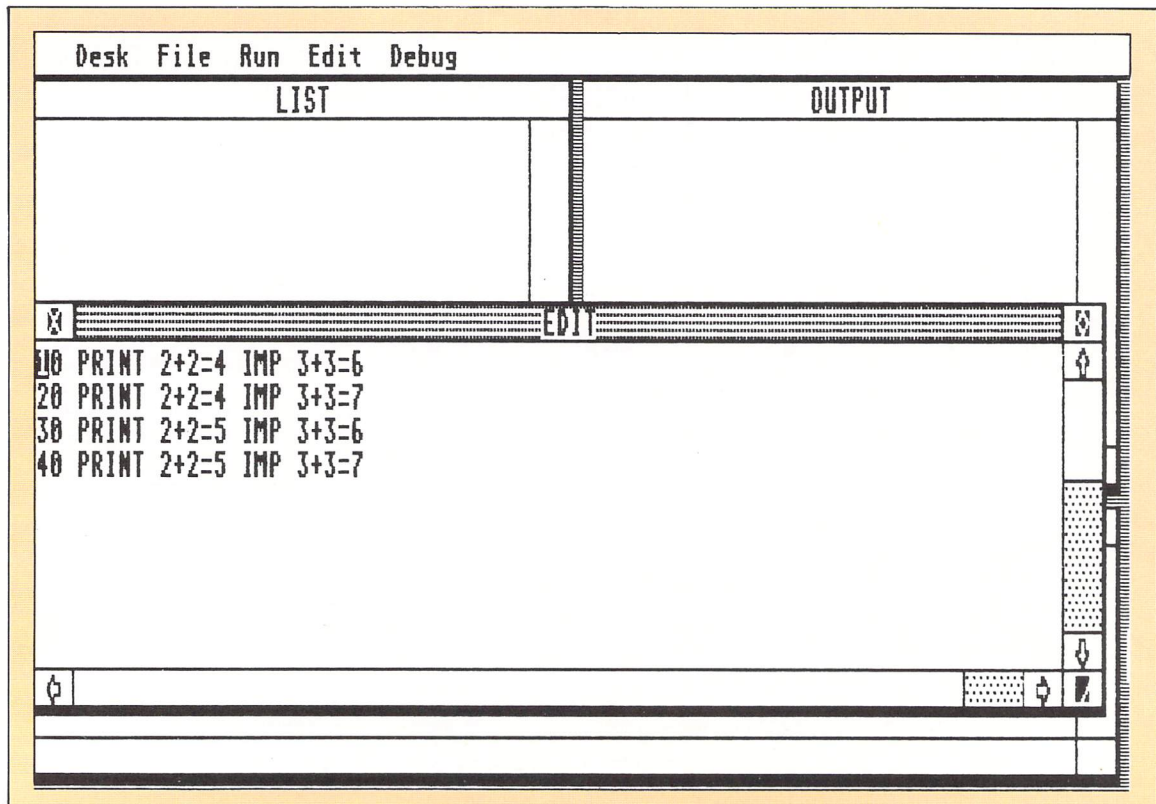 Desk File Run Edit Debug
LIST
OUTPUT
EDIT
10 PRINT 2+2=4 IMP 3+3=6
20 PRINT 2+2=4 IMP 3+3=7
30 PRINT 2+2=5 IMP 3+3=6
40 PRINT 2+2=5 IMP 3+3=7